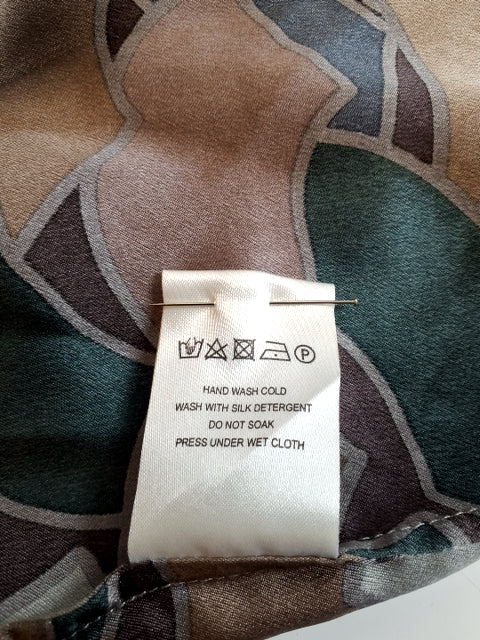 P
HAND WASH COLD
WASH WITH SILK DETERGENT
DO NOT SOAK
PRESS UNDER WET CLOTH